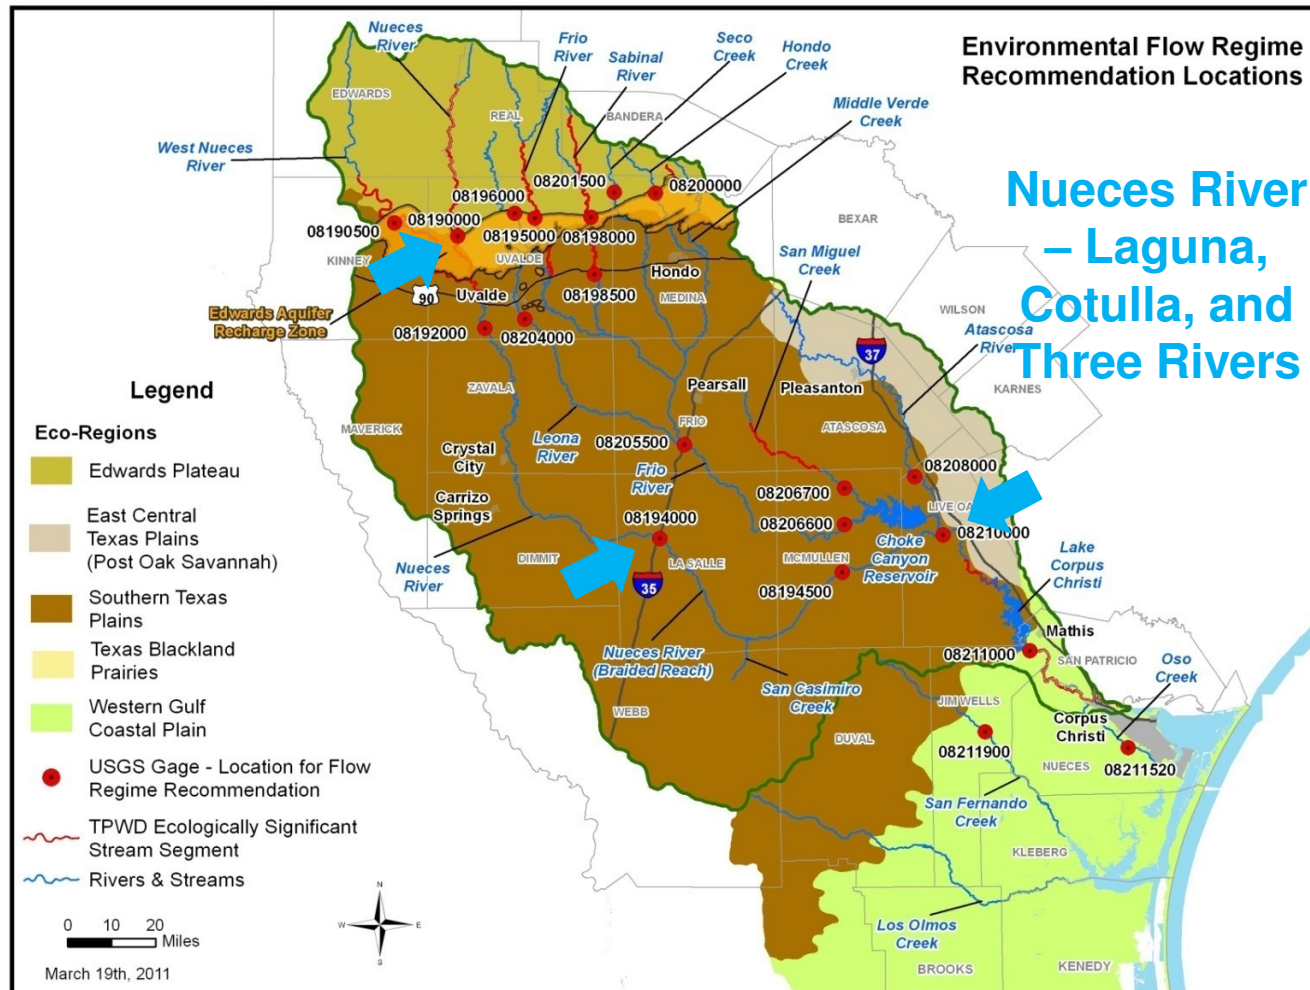 Environmental Flow Regime
Recommendation Locations
Nueces River
– Laguna,
Cotulla, and
Three Rivers
Nueces
River
Frio
River
Sabinal
River
Seco
Creek
Hondo
Creek
Middle Verde
Creek
West Nueces
River
EDWARDS
REAL
BANDERA
08201500
08200000
08196000
08190500
08190000
08195000
08198000
KINNEY
UVALDE
BEXAR
San Miguel
Creek
Hondo
MEDINA
90
Uvalde
08198500
Edwards Aquifer
Recharge Zone
08192000
08204000
WILSON
Atascosa
River
37
KARNES
ZAVALA
Pearsall
Pleasanton
MAVERICK
FRIO
ATASCOSA
Crystal
City
Leona
River
08205500
Frio
River
08208000
Carrizo
Springs
08206700
LIVE OA
08194000
08206600
Choke
Canyon
Reservoir
08210000
DIMMIT
LA SALLE
MCMULLEN
Lake
Corpus
Christi
Nueces
River
35
08194500
Nueces River
(Braided Reach)
San Casimiro
Creek
Mathis
08211000
SAN PATRICIO
Oso
Creek
WEBB
DUVAL
JIM WELLS
Corpus
Christi
08211900
NUECES
08211520
San Fernando
Creek
KLEBERG
Los Olmos
Creek
BROOKS
KENEDY
Legend
Eco-Regions
Edwards Plateau
East Central
Texas Plains
(Post Oak Savannah)
Southern Texas
Plains
Texas Blackland
Prairies
Western Gulf
Coastal Plain
USGS Gage - Location for Flow
Regime Recommendation
TPWD Ecologically Significant
Stream Segment
Rivers & Streams
0 10 20
Miles
N
W E
S
March 19th, 2011